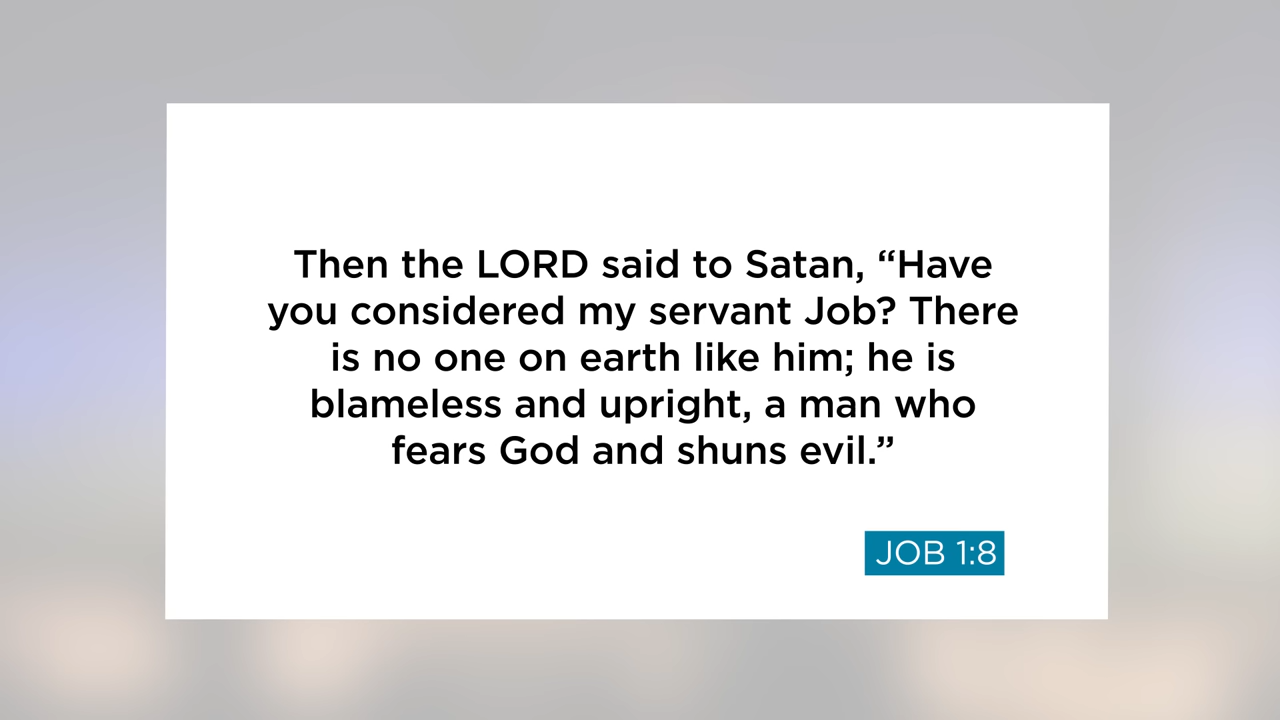 Then the LORD said to Satan, “Have
you considered my servant Job? There
is no one on earth like him; he is
blameless and upright, a man who
fears God and shuns evil.”
JOB 1:8